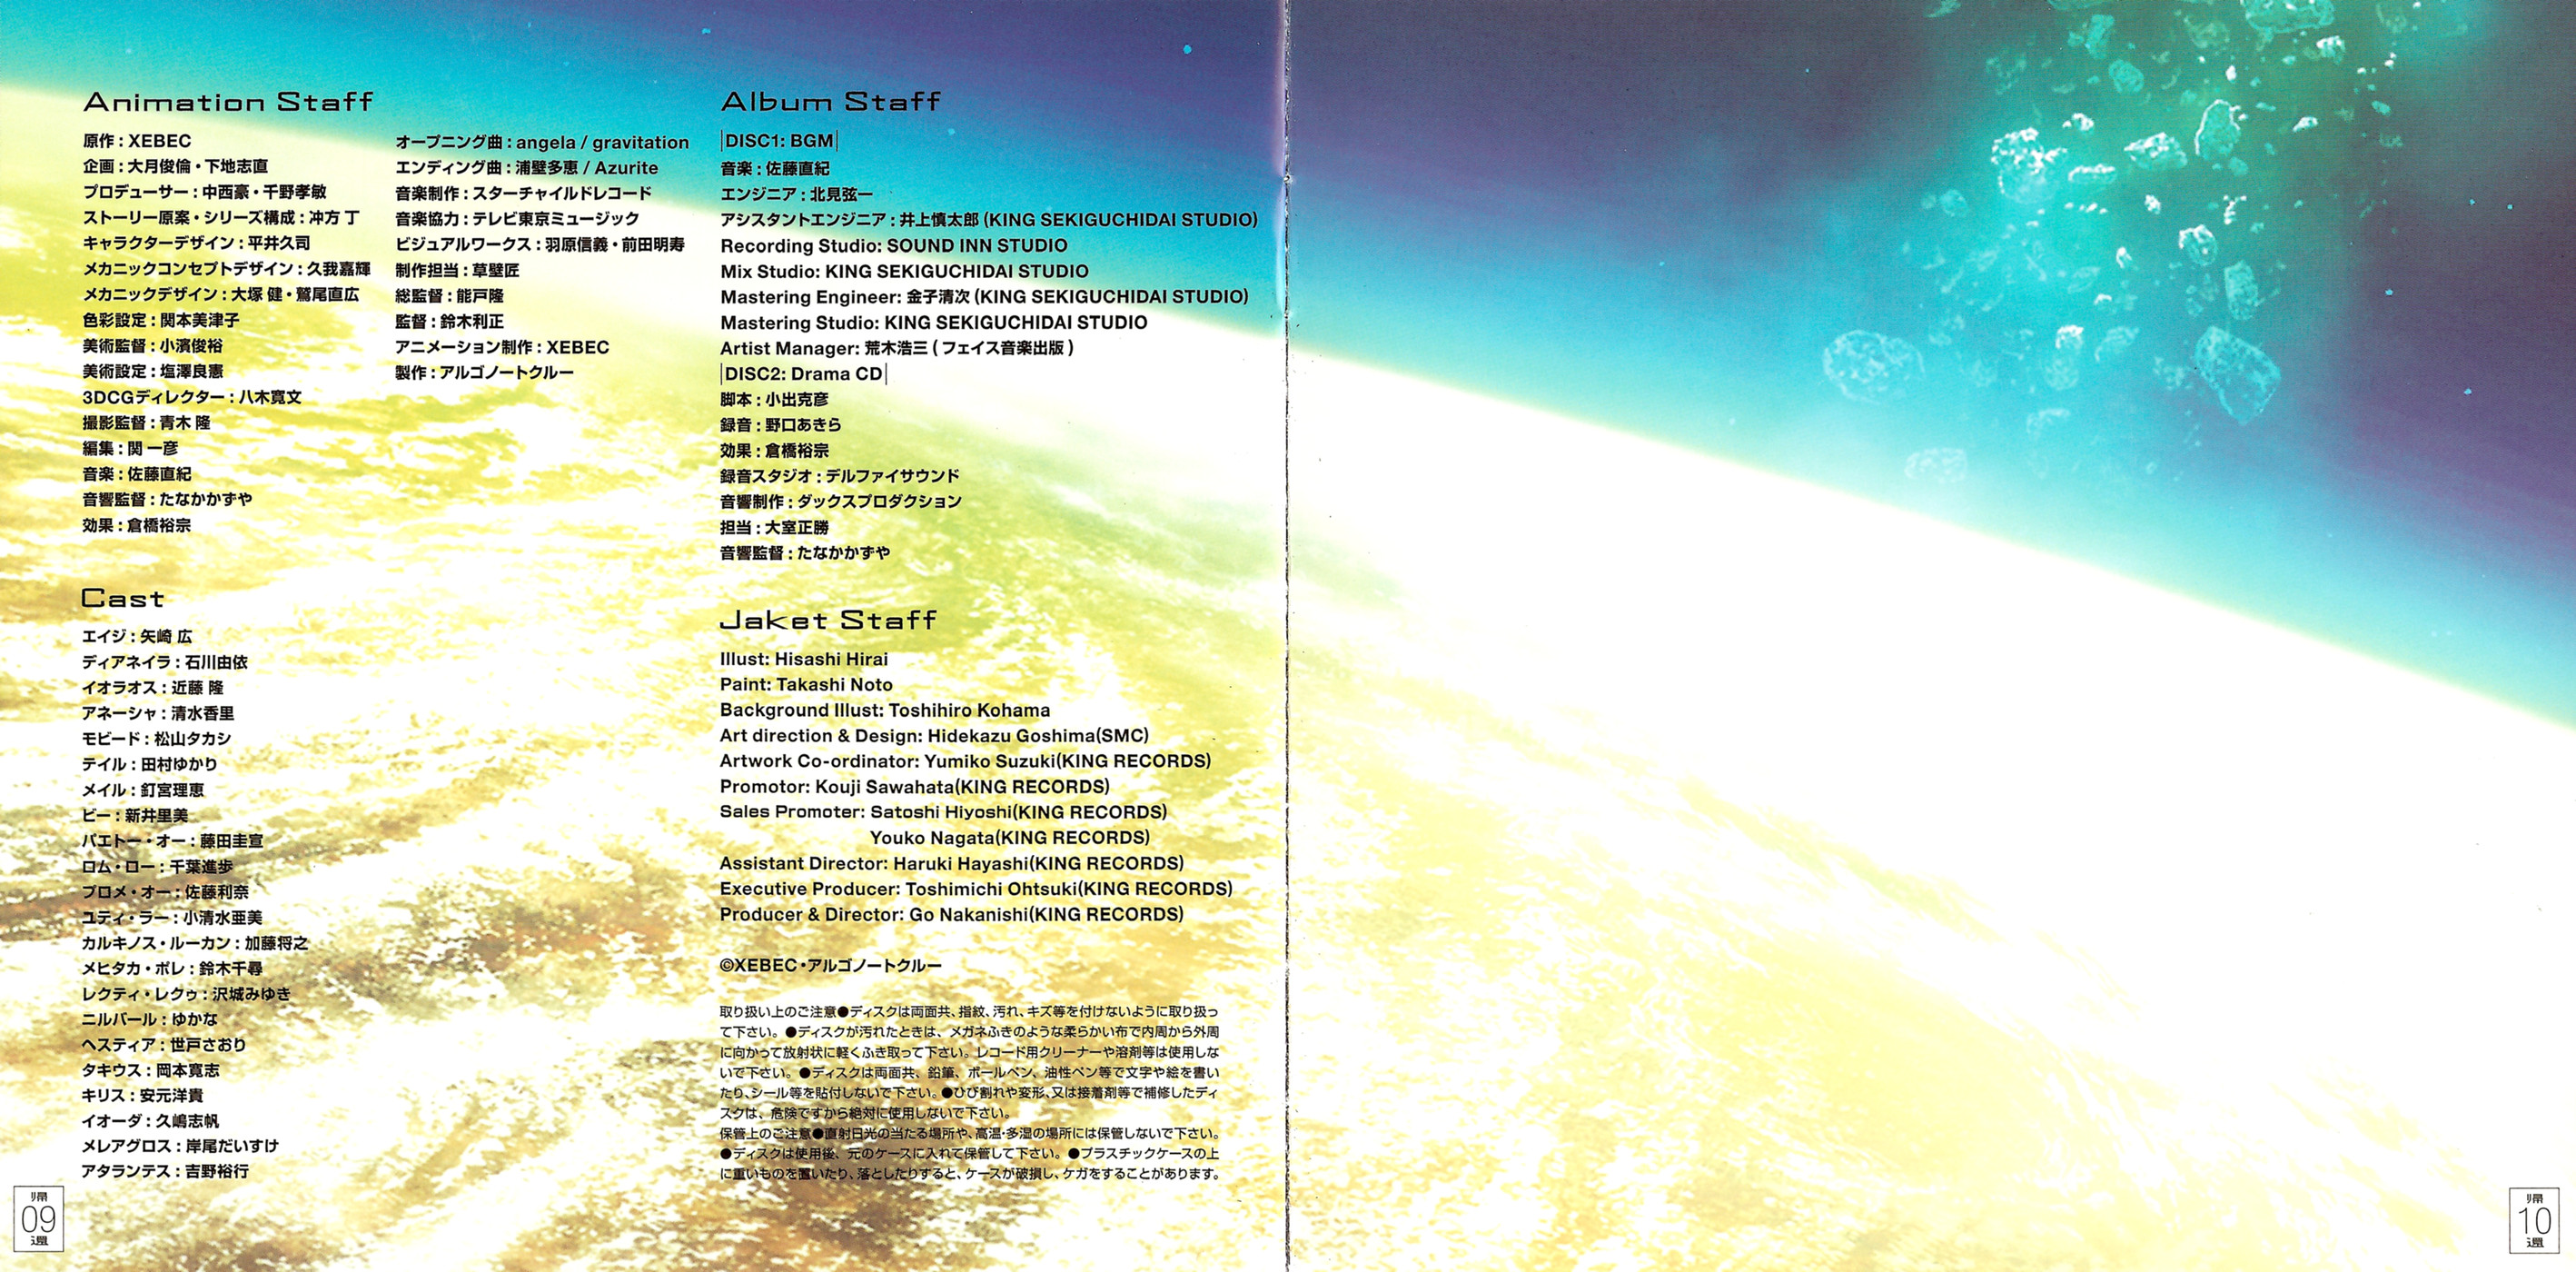 Animation Staff
原作 : XEBEC
企画 : 大月俊倫・下地志直
プロデューサー : 中西豪・千野孝敏
ストーリー原案・シリーズ構成 : 冲方 丁
キャラクターデザイン : 平井久司
メカニックコンセプトデザイン : 久我嘉輝
メカニックデザイン : 大塚 健・鷲尾直広
色彩設定 : 関本美津子
美術監督 : 小濱俊裕
美術設定 : 塩澤良憲
3DCGディレクター : 八木寛文
撮影監督 : 青木 隆
編集 : 関 一彦
音楽 : 佐藤直紀
音響監督 : たなかかずや
効果 : 倉橋裕宗
オープニング曲 : angela / gravitation
エンディング曲 : 浦壁多恵 / Azurite
音楽制作 : スターチャイルドレコード
音楽協力 : テレビ東京ミュージック
ビジュアルワークス : 羽原信義・前田明寿
制作担当 : 草壁匠
総監督 : 能戸隆
監督 : 鈴木利正
アニメーション制作 : XEBEC
製作 : アルゴノートクルー
Cast
エイジ : 矢崎 広
ディアネイラ : 石川由依
イオラオス : 近藤 隆
アネーシャ : 清水香里
モビード : 松山タカシ
テイル : 田村ゆかり
メイル : 釘宮理恵
ビー : 新井里美
パエトー・オー : 藤田圭宣
ロム・ロー : 千葉進歩
プロメ・オー : 佐藤利奈
ユティ・ラー : 小清水亜美
カルキノス・ルーカン : 加藤将之
メヒタカ・ポレ : 鈴木千尋
レクティ・レクゥ : 沢城みゆき
ニルバール : ゆかな
ヘスティア : 世戸さおり
タキウス : 岡本寛志
キリス : 安元洋貴
イオーダ : 久嶋志帆
メレアグロス : 岸尾だいすけ
アタランテス : 吉野裕行
Album Staff
|DISC1: BGM|
音楽 : 佐藤直紀
エンジニア : 北見弦一
アシスタントエンジニア : 井上慎太郎 (KING SEKIGUCHIDAI STUDIO)
Recording Studio: SOUND INN STUDIO
Mix Studio: KING SEKIGUCHIDAI STUDIO
Mastering Engineer: 金子清次 (KING SEKIGUCHIDAI STUDIO)
Mastering Studio: KING SEKIGUCHIDAI STUDIO
Artist Manager: 荒木浩三 ( フェイス音楽出版 )
|DISC2: Drama CD|
脚本 : 小出克彦
録音 : 野口あきら
効果 : 倉橋裕宗
録音スタジオ : デルファイサウンド
音響制作 : ダックスプロダクション
担当 : 大室正勝
音響監督 : たなかかずや
Jaket Staff
Illust: Hisashi Hirai
Paint: Takashi Noto
Background Illust: Toshihiro Kohama
Art direction & Design: Hidekazu Goshima(SMC)
Artwork Co-ordinator: Yumiko Suzuki(KING RECORDS)
Promotor: Kouji Sawahata(KING RECORDS)
Sales Promoter: Satoshi Hiyoshi(KING RECORDS)
Youko Nagata(KING RECORDS)
Assistant Director: Haruki Hayashi(KING RECORDS)
Executive Producer: Toshimichi Ohtsuki(KING RECORDS)
Producer & Director: Go Nakanishi(KING RECORDS)
©XEBEC・アルゴノートクルー
取り扱い上のご注意●ディスクは両面共、指紋、汚れ、キズ等を付けないように取り扱っ
て下さい。●ディスクが汚れたときは、メガネふきのような柔らかい布で内周から外周
に向かって放射状に軽くふき取って下さい。レコード用クリーナーや溶剤等は使用しな
いで下さい。●ディスクは両面共、鉛筆、ボールペン、油性ペン等で文字や絵を書い
たり、シール等を貼付しないで下さい。●ひび割れや変形、又は接着剤等で補修したディ
スクは、危険ですから絶対に使用しないで下さい。
保管上のご注意●直射日光の当たる場所や、高温・多湿の場所には保管しないで下さい。
●ディスクは使用後、元のケースに入れて保管して下さい。●プラスチックケースの上
に重いものを置いたり、落としたりすると、ケースが破損し、ケガをすることがあります。
帰
09
還
帰
10
還